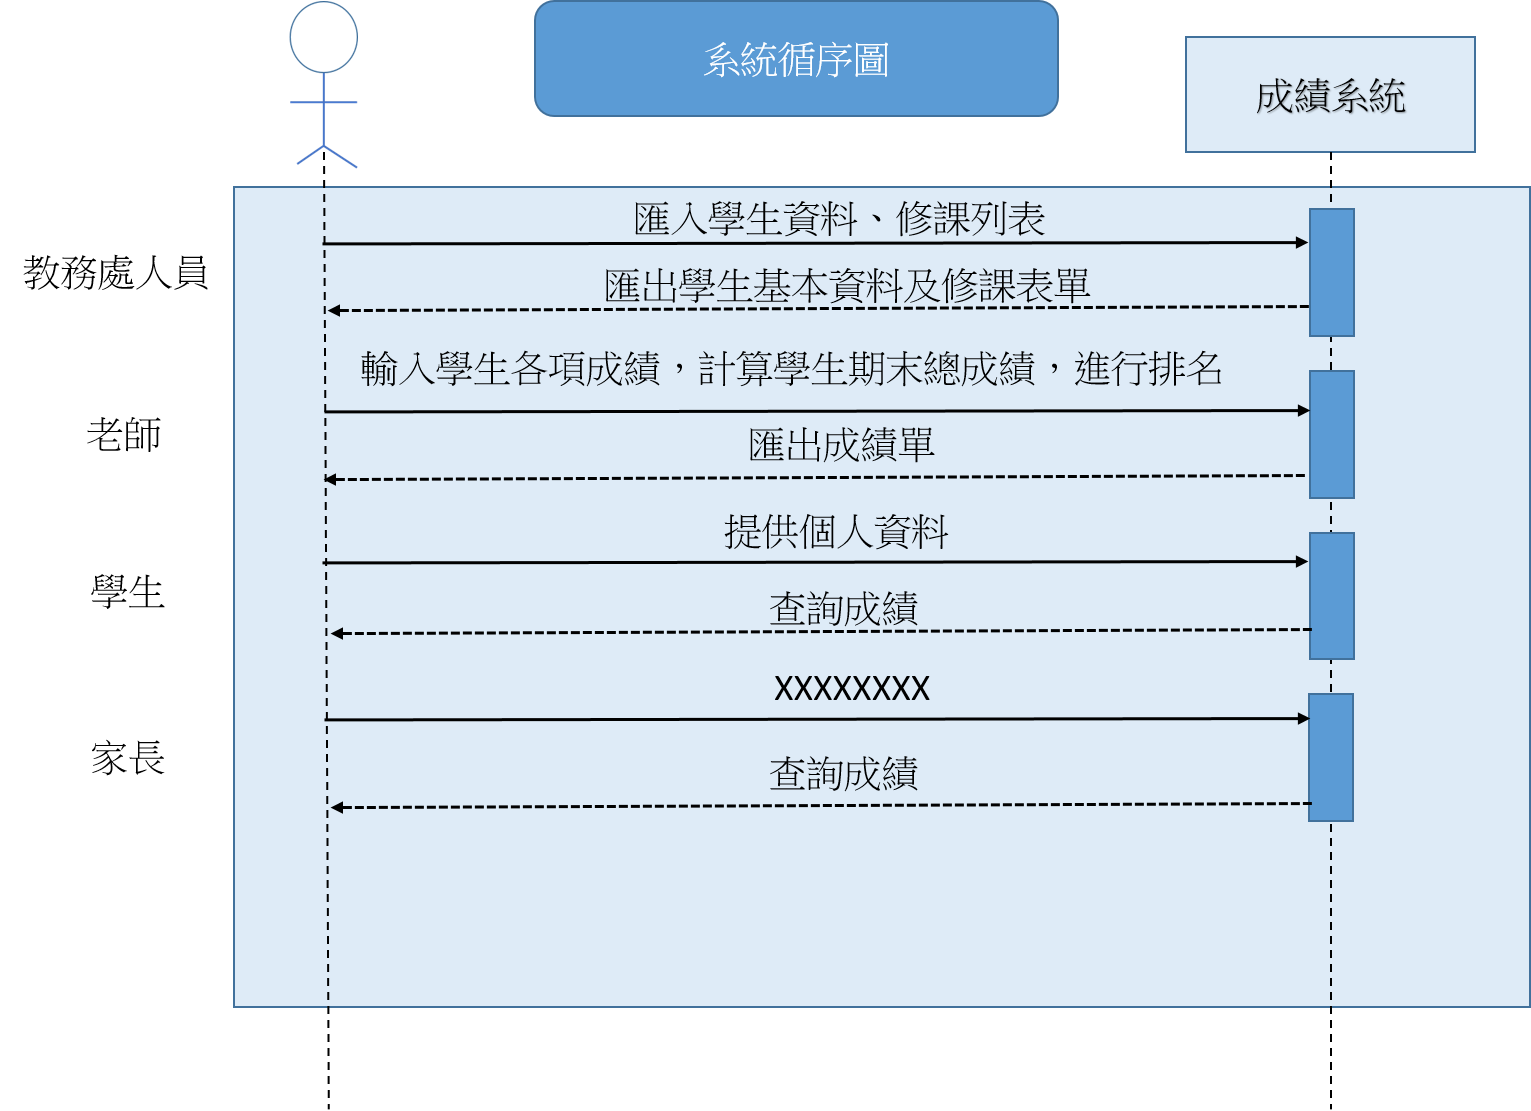 系統循序圖
成績系統
匯入學生資料、修課列表
教務處人員
匯出學生基本資料及修課表單
輸入學生各項成績，計算學生期末總成績，進行排名
老師
匯出成績單
提供個人資料
學生
查詢成績
XXXXXXXX
家長
查詢成績